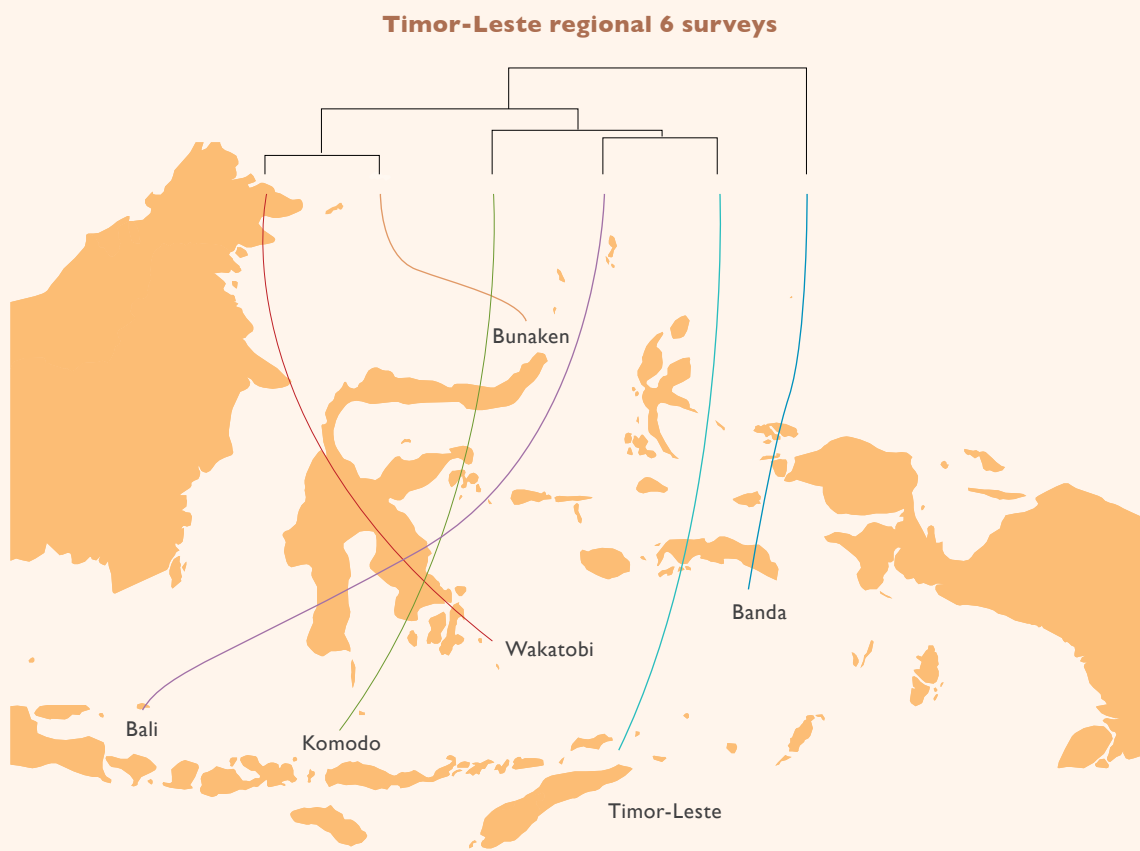 Timor-Leste regional 6 surveys
Bunaken
Banda
Wakatobi
Bali
Komodo
Timor-Leste